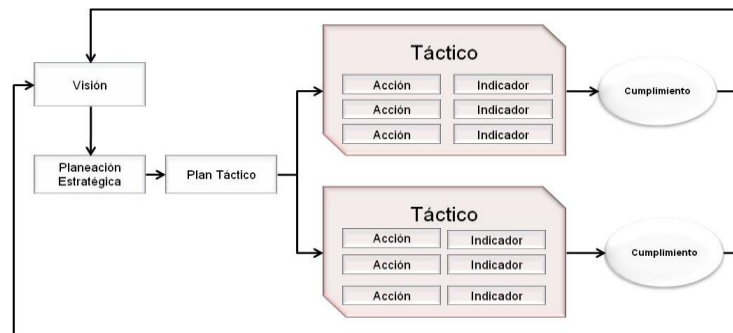 Visión
Planeación
Estratégica
Plan Táctico
Táctico
Acción Indicador
Acción Indicador
Acción Indicador
Cumplimiento
Táctico
Acción Indicador
Acción Indicador
Acción Indicador
Cumplimiento